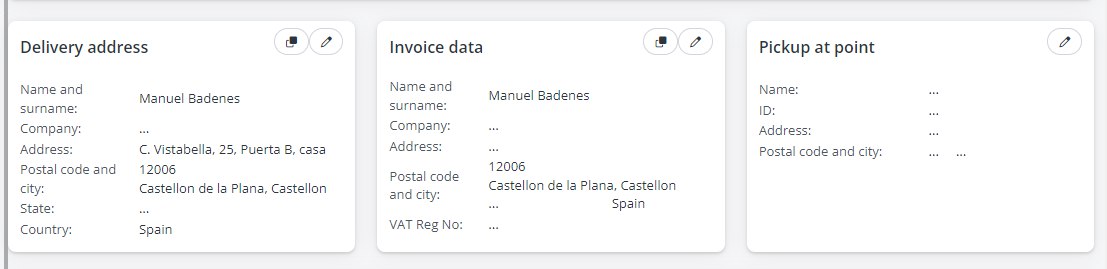 Delivery address
Name and
surname:
Manuel Badenes
Company:
...
Address:
C. Vistabella, 25, Puerta B, casa
Postal code and
city:
12006
Castellon de la Plana, Castellon
State:
...
Country:
Spain
Invoice data
Name and
surname:
Manuel Badenes
Company:
...
Address:
...
Postal code
and city:
12006
Castellon de la Plana, Castellon
... Spain
VAT Reg No:
...
Pickup at point
Name:
...
ID:
...
Address:
...
Postal code and city:
... ...